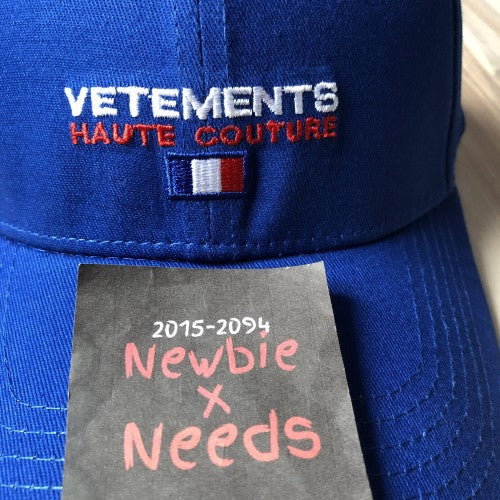 VETEMENTS
HAUTE COUTURE
2015-2094
Newbie
x
Needs